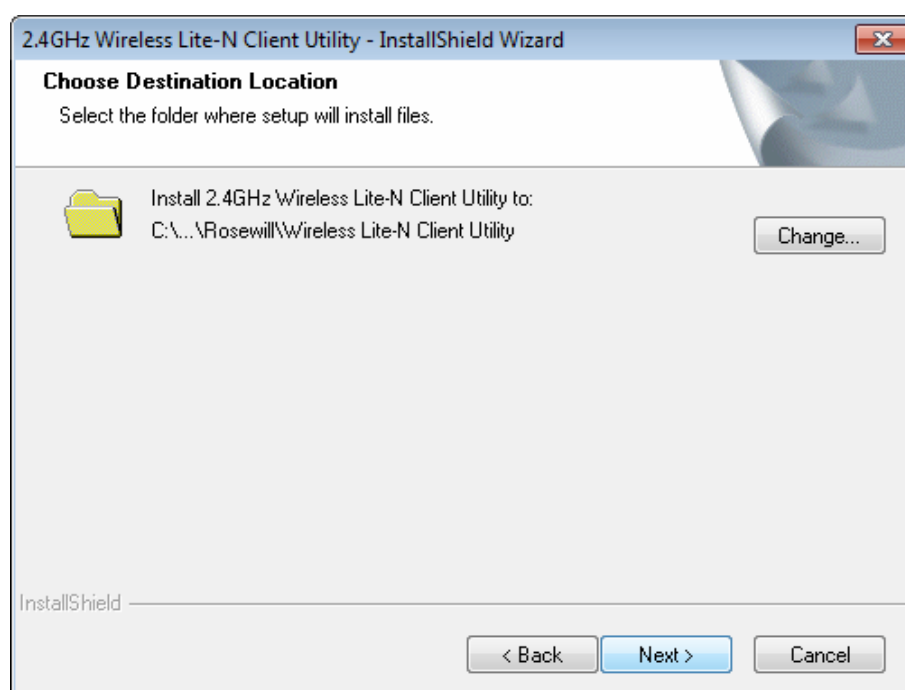 2.4GHz Wireless Lite-N Client Utility - InstallShield Wizard
Choose Destination Location
Select the folder where setup will install files.
Install 2.4GHz Wireless Lite-N Client Utility to:
C:\...\Rosewill\Wireless Lite-N Client Utility
Change...
InstallShield
< Back
Next >
Cancel